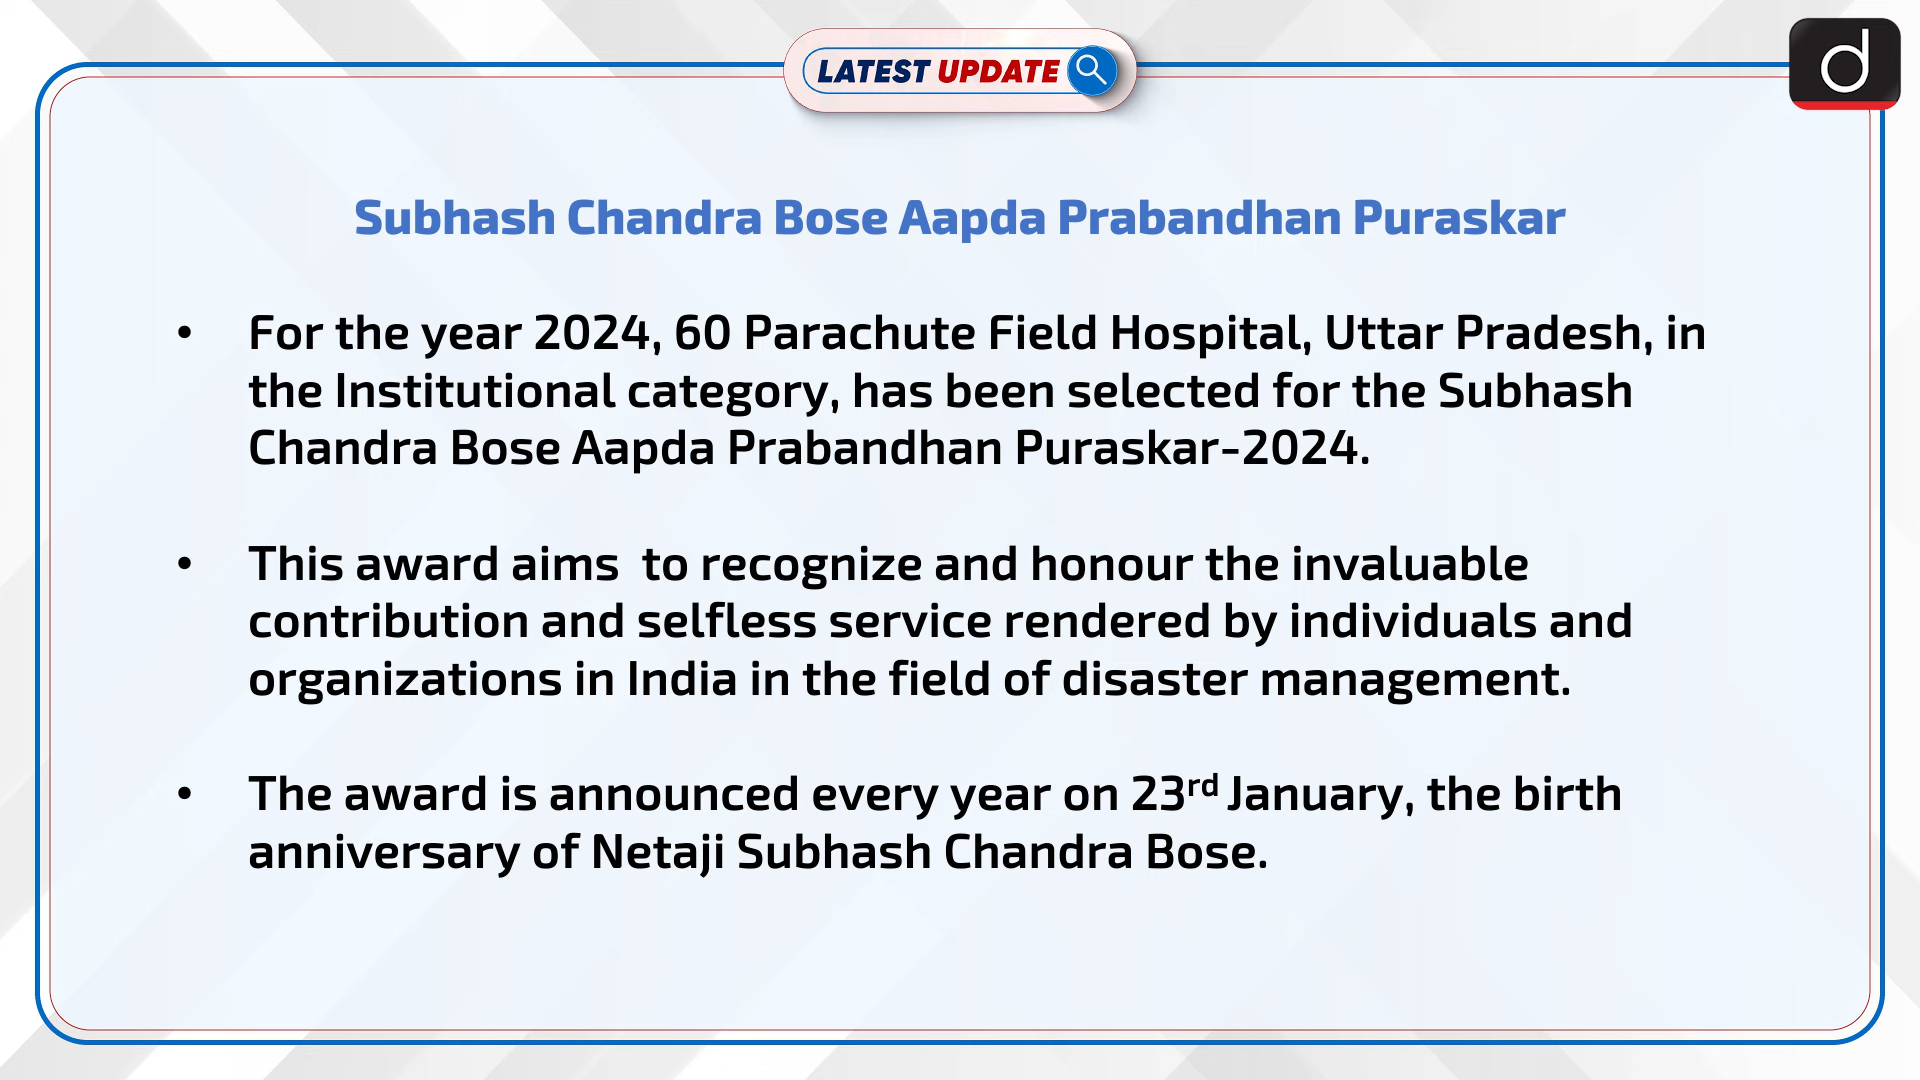 LATEST UPDATE
d
Subhash Chandra Bose Aapda Prabandhan Puraskar
• For the year 2024, 60 Parachute Field Hospital, Uttar Pradesh, in
the Institutional category, has been selected for the Subhash
Chandra Bose Aapda Prabandhan Puraskar-2024.
• This award aims  to recognize and honour the invaluable
contribution and selfless service rendered by individuals and
organizations in India in the field of disaster management.
• The award is announced every year on 23rd January, the birth
anniversary of Netaji Subhash Chandra Bose.